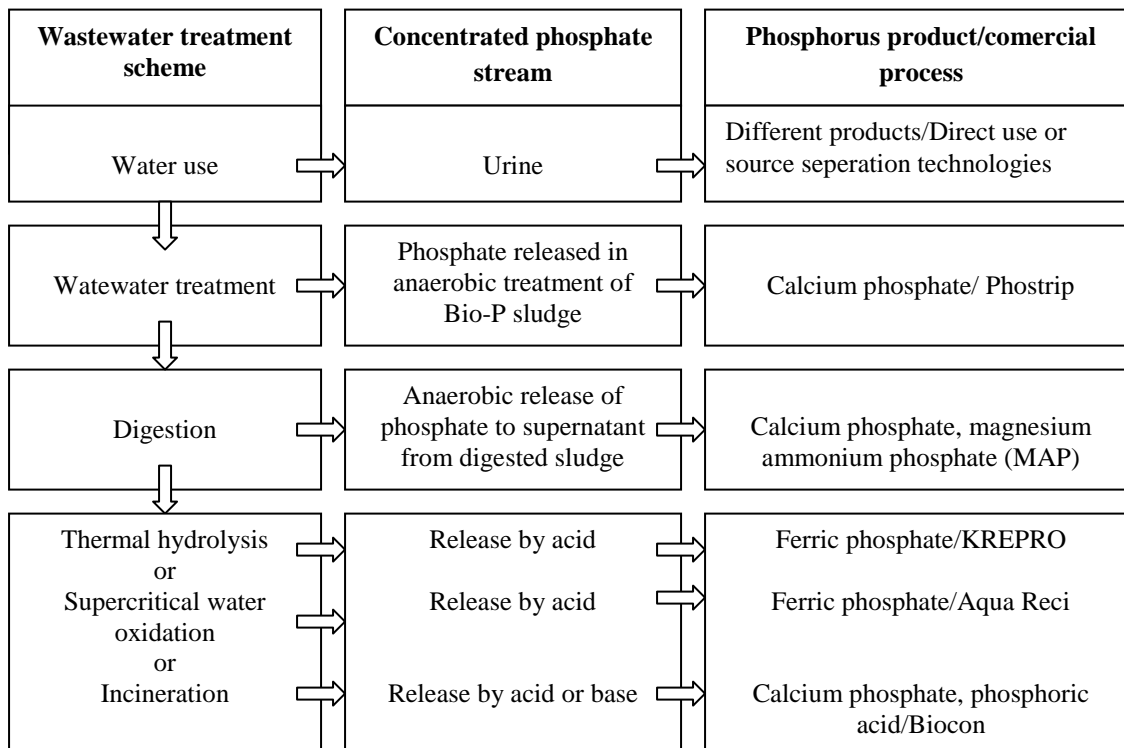 Wastewater treatment
scheme
Concentrated phosphate
stream
Phosphorus product/comercial
process
Water use
Urine
Different products/Direct use or
source seperation technologies
Watewater treatment
Phosphate released in
anaerobic treatment of
Bio-P sludge
Calcium phosphate/ Phostrip
Digestion
Anaerobic release of
phosphate to supernatant
from digested sludge
Calcium phosphate, magnesium
ammonium phosphate (MAP)
Thermal hydrolysis
or
Supercritical water
oxidation
or
Incineration
Release by acid
Release by acid
Release by acid or base
Ferric phosphate/KREPRO
Ferric phosphate/Aqua Reci
Calcium phosphate, phosphoric
acid/Biocon